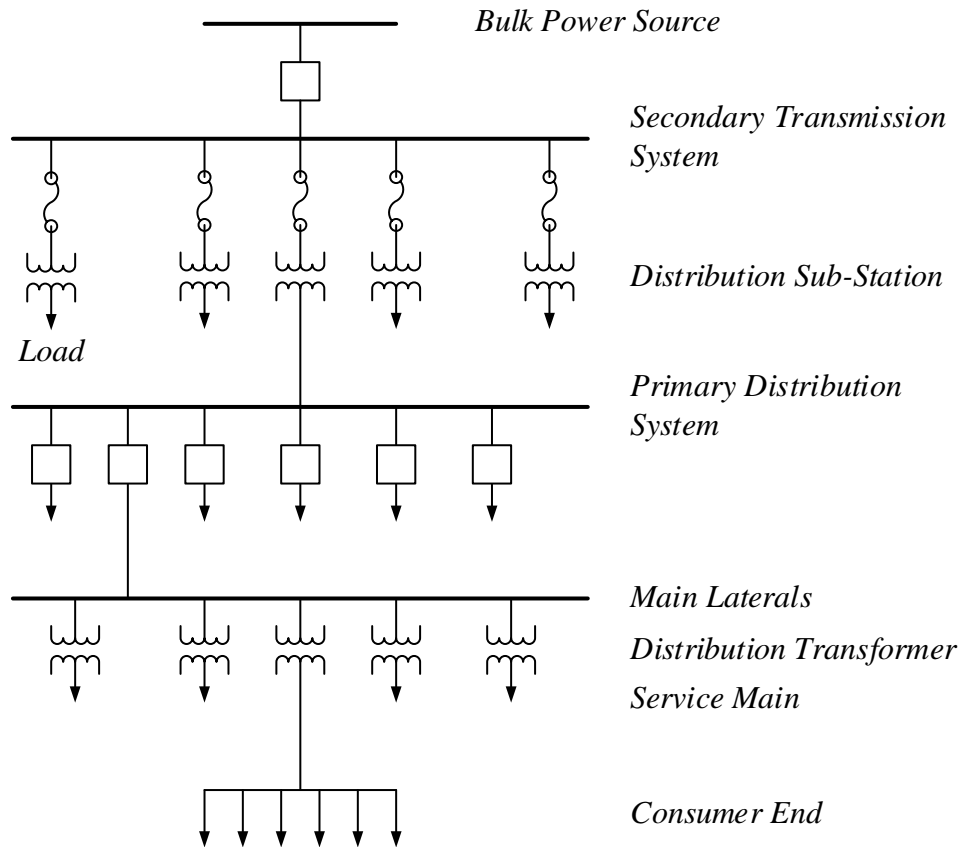 Bulk Power Source
Secondary Transmission
System
Distribution Sub-Station
Load
Primary Distribution
System
Main Laterals
Distribution Transformer
Service Main
Consumer End